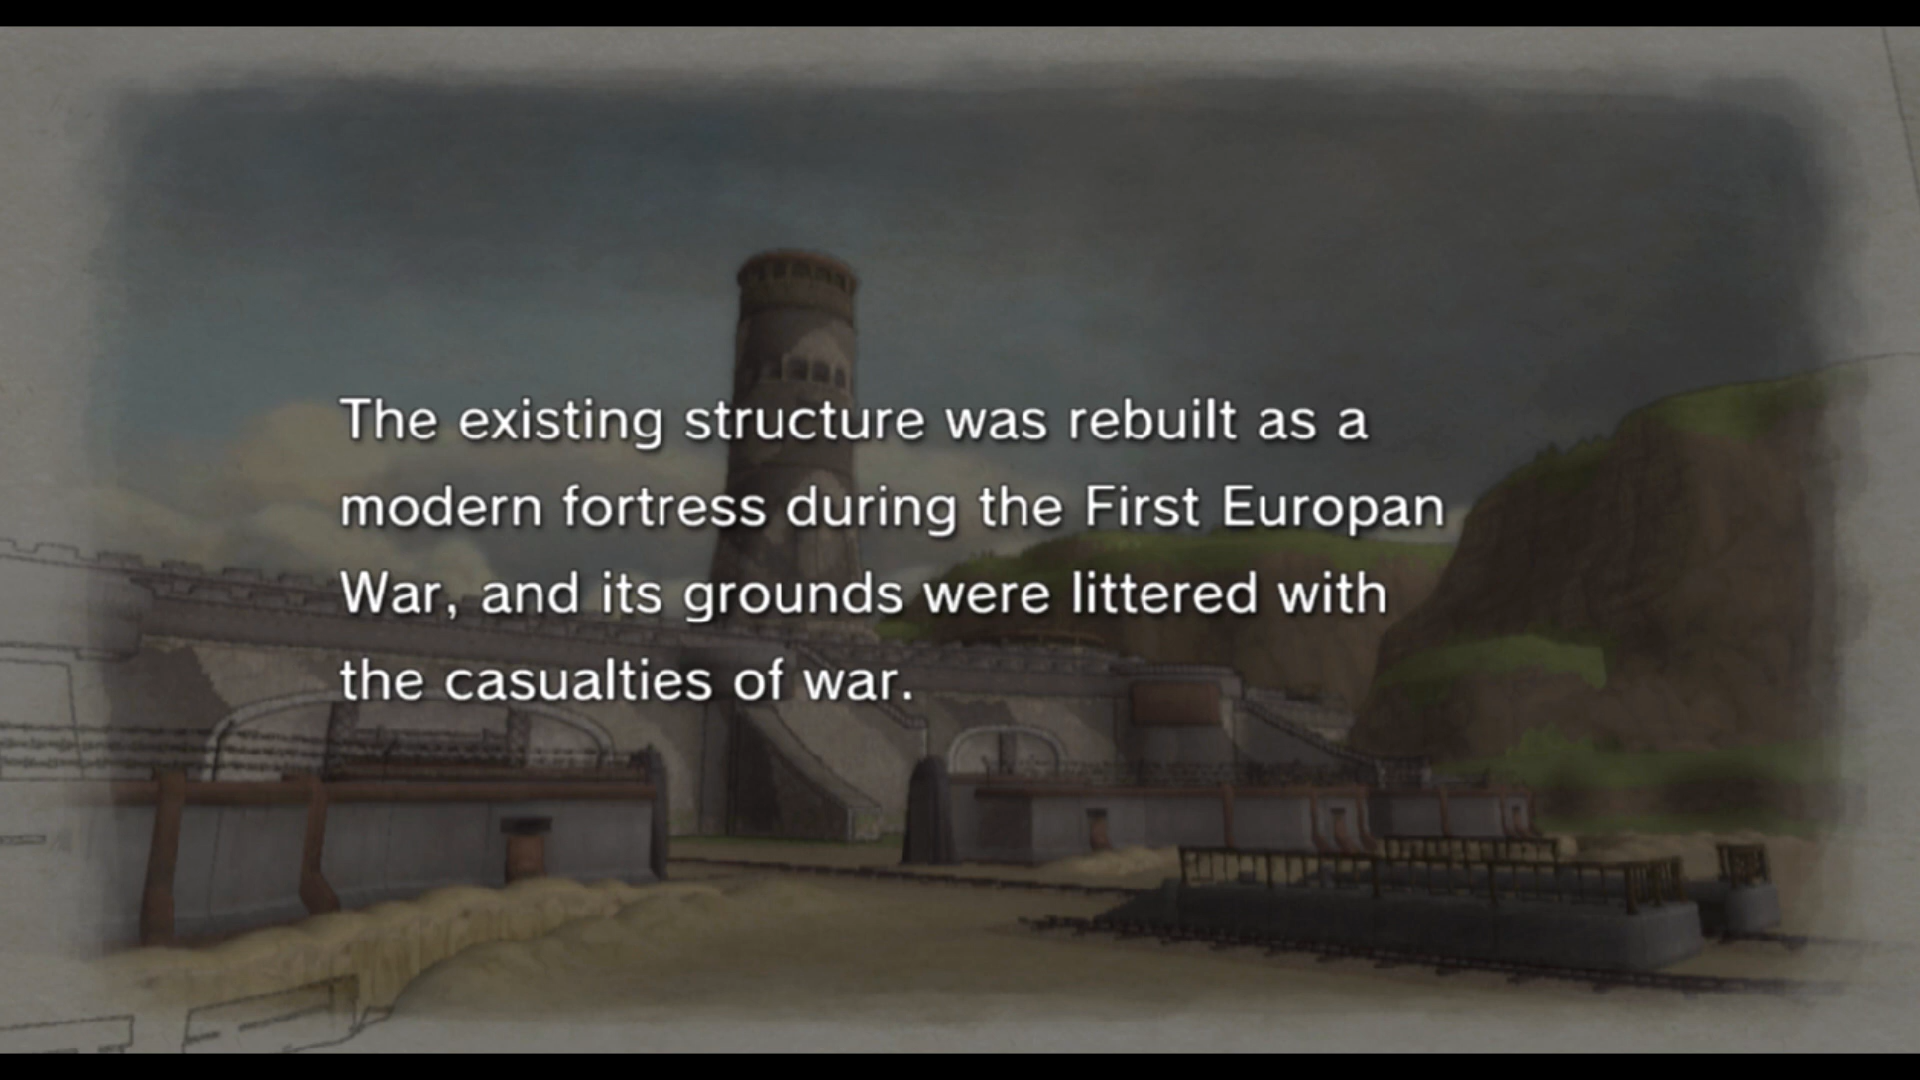 The existing structure was rebuilt as a
modern fortress during the First Europan
War, and its grounds were littered with
the casualties of war.